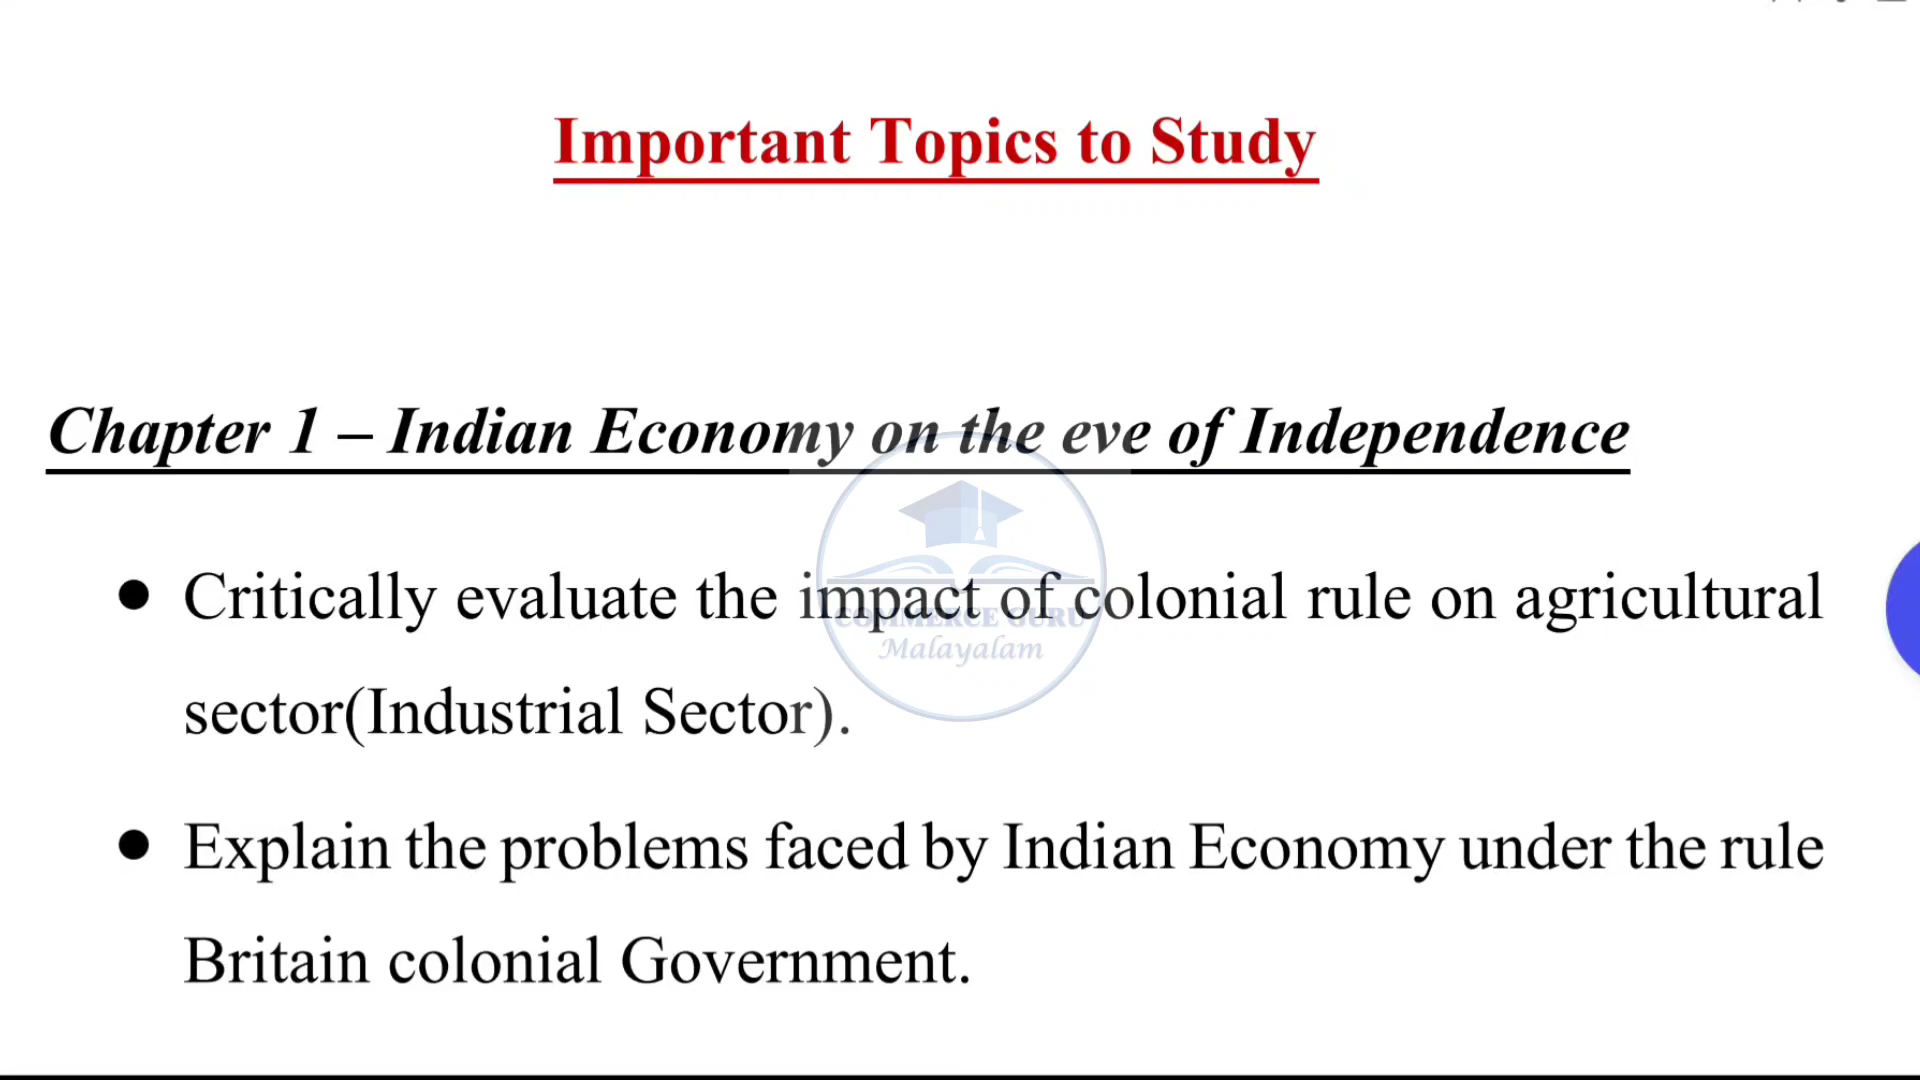 Important Topics to Study
Chapter 1 – Indian Economy on the eve of Independence
● Critically evaluate the impact of colonial rule on agricultural
sector(Industrial Sector).
COMMERCE GURU
Malayalam
● Explain the problems faced by Indian Economy under the rule
Britain colonial Government.